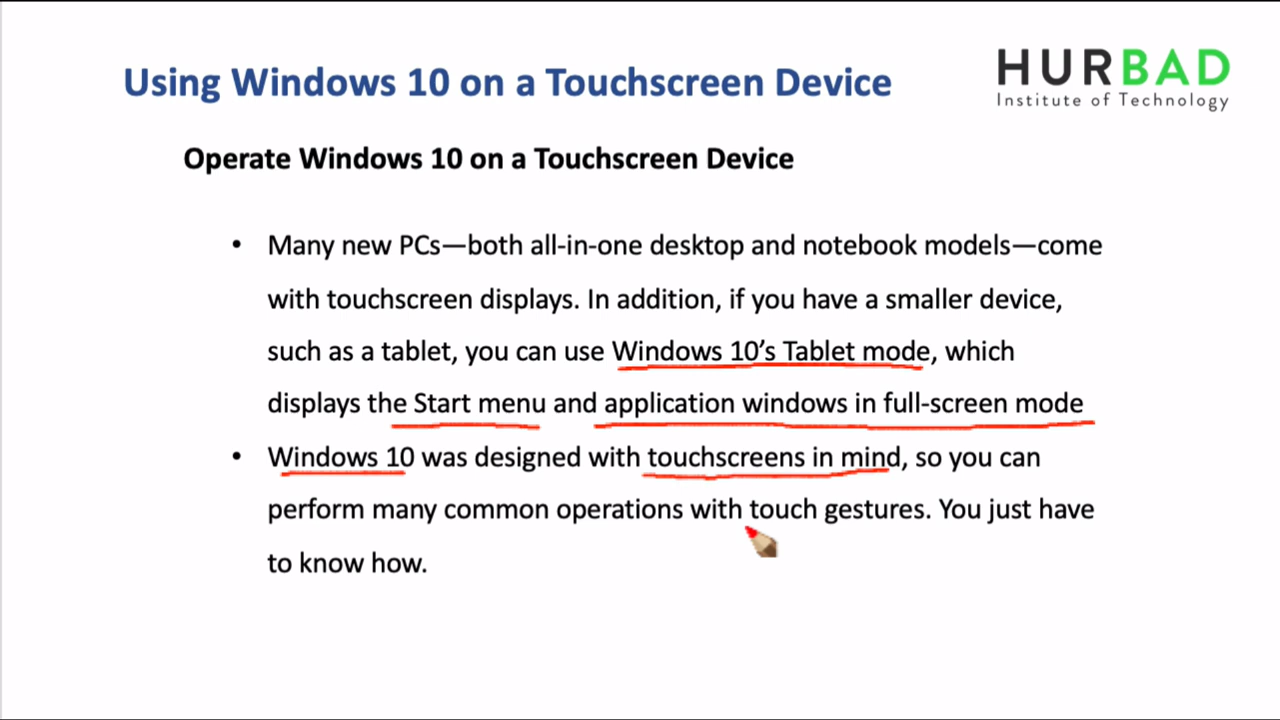 Using Windows 10 on a Touchscreen Device
HURBAD
Institute of Technology
Operate Windows 10 on a Touchscreen Device
• Many new PCs—both all-in-one desktop and notebook models—come
with touchscreen displays. In addition, if you have a smaller device,
such as a tablet, you can use Windows 10’s Tablet mode, which
displays the Start menu and application windows in full-screen mode
• Windows 10 was designed with touchscreens in mind, so you can
perform many common operations with touch gestures. You just have
to know how.